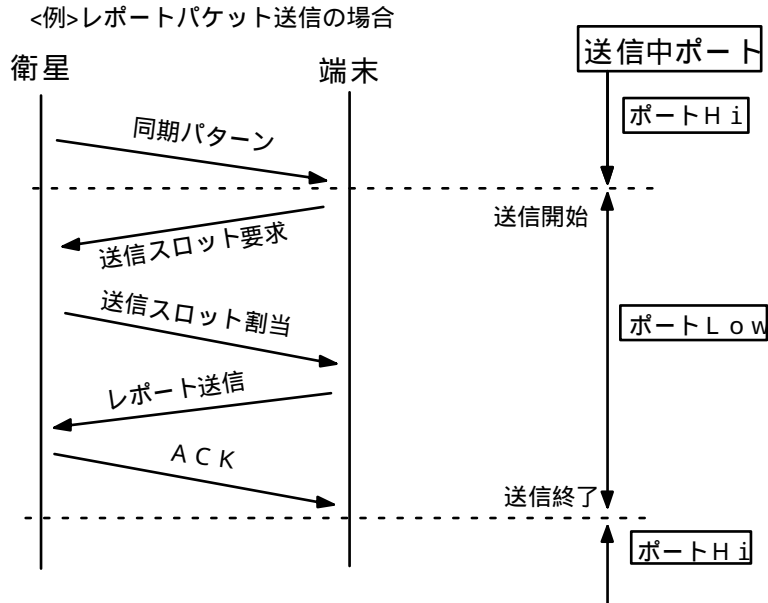 <例>レポートパケット送信の場合
衛星
端末
送信中ポート
ポートHi
同期パターン
送信開始
送信スロット要求
送信スロット割当
ポートLow
レポート送信
ACK
送信終了
ポートHi